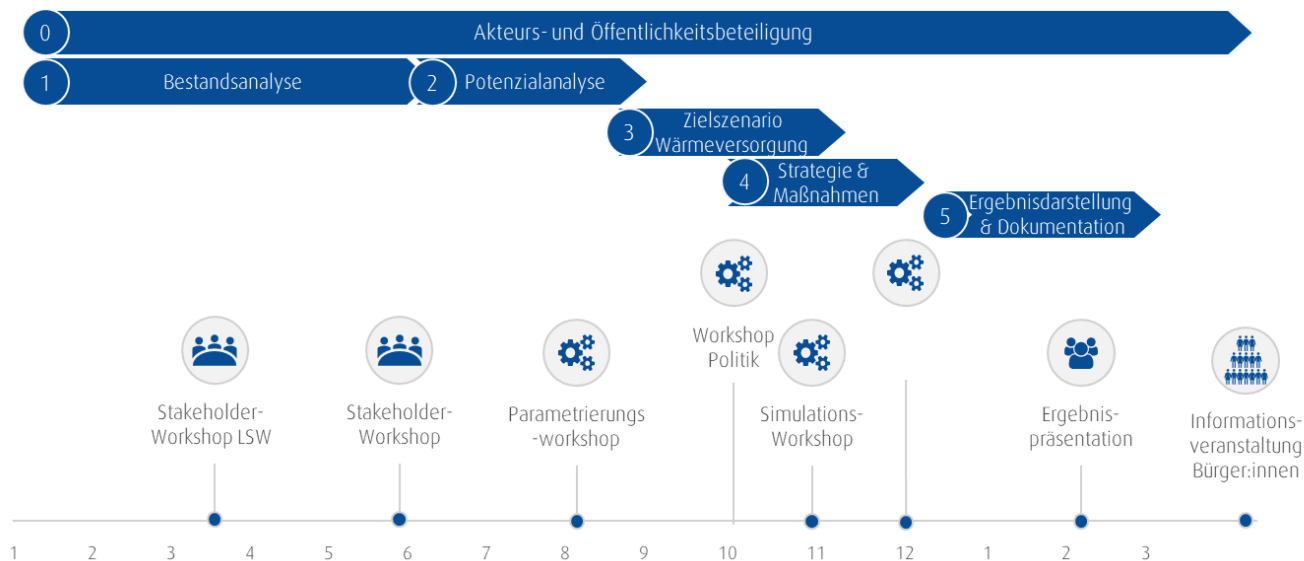 0
Akteurs- und Öffentlichkeitsbeteiligung
1
Bestandsanalyse
2
Potenzialanalyse
3
Zielszenario
Wärmeversorgung
4
Strategie &
Maßnahmen
5
Ergebnisdarstellung
& Dokumentation
Stakeholder-
Workshop LSW
Stakeholder-
Workshop
Parametrierungs
-workshop
Workshop
Politik
Simulations-
Workshop
Ergebnis-
präsentation
Informations-
veranstaltung
Bürger:innen
1 2 3 4 5 6 7 8 9 10 11 12 1 2 3